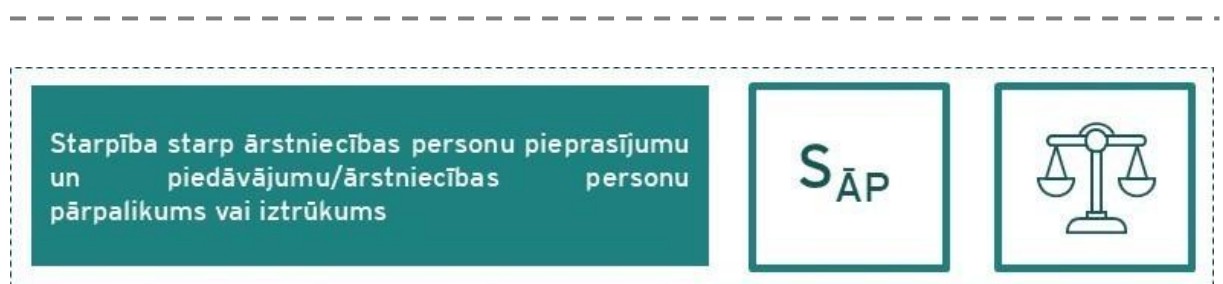 Starpība starp ārstniecības personu pieprasījumu
un piedāvājumu/ārstniecības personu
pārpalikums vai iztrūkums
SĀP